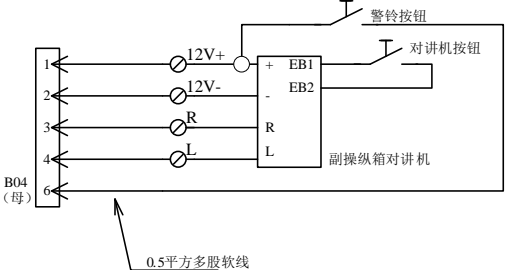 警铃按钮
对讲机按钮
1 12V+ + EB1
2 12V- - EB2
3 R R
4 L L
副操纵箱对讲机
B04
（母） 6
0.5平方多股软线